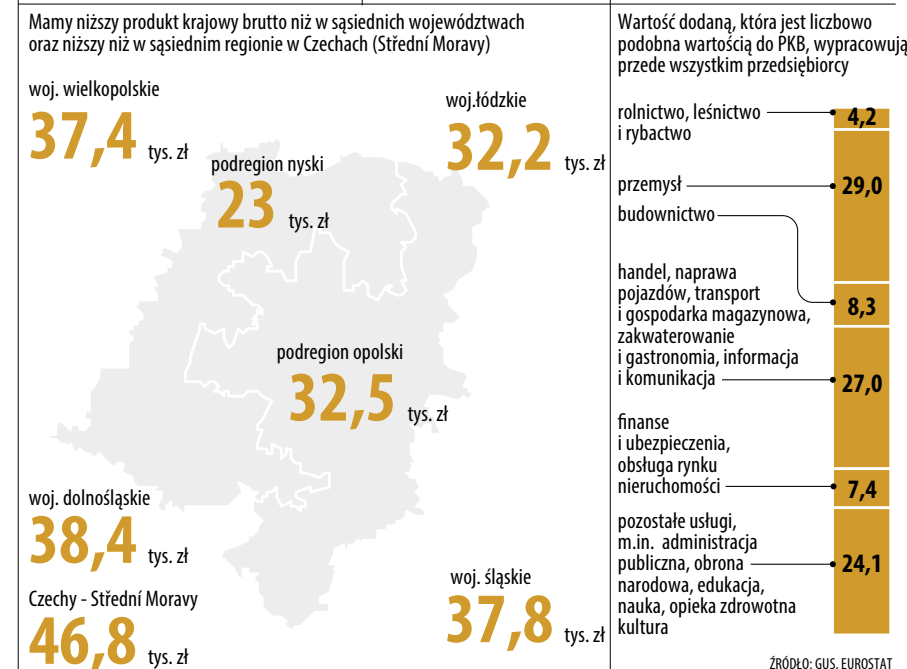 Mamy niższy produkt krajowy brutto niż w sąsiednich województwach
oraz niższy niż w sąsiednim regionie w Czechach (Střední Moravy)
woj. wielkopolskie
37,4 tys. zł
woj.łódzkie
32,2 tys. zł
podregion nyski
23 tys. zł
podregion opolski
32,5 tys. zł
woj. dolnośląskie
38,4 tys. zł
Czechy - Střední Moravy
46,8 tys. zł
woj. śląskie
37,8 tys. zł
Wartość dodaną, która jest liczbowo
podobna wartością do PKB, wypracowują
przede wszystkim przedsiębiorcy
rolnictwo, leśnictwo
i rybactwo
4,2
przemysł
29,0
budownictwo
8,3
handel, naprawa
pojazdów, transport
i gospodarka magazynowa,
zakwaterowanie
i gastronomia, informacja
i komunikacja
27,0
finanse
i ubezpieczenia,
obsługa rynku
nieruchomości
7,4
pozostałe usługi,
m.in. administracja
publiczna, obrona
narodowa, edukacja,
nauka, opieka zdrowotna
kultura
24,1
ŹRÓDŁO: GUS, EUROSTAT